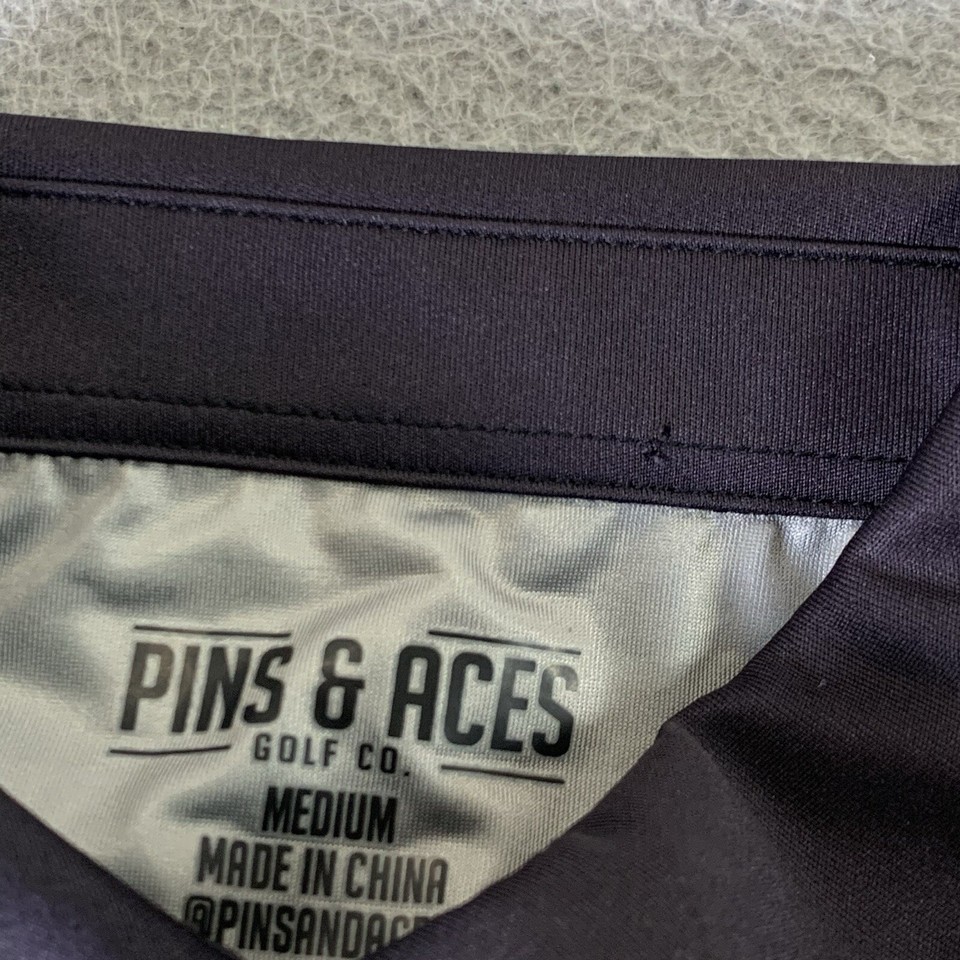 PINS & ACES
GOLF CO.
MEDIUM
MADE IN CHINA